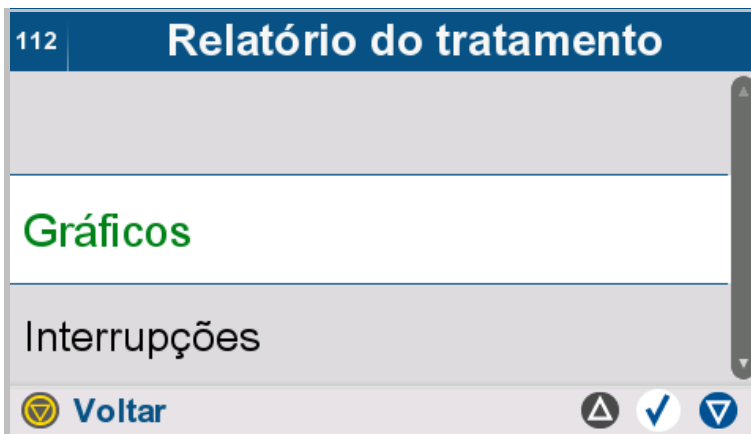 112 Relatório do tratamento
Gráficos
Interrupções
Voltar